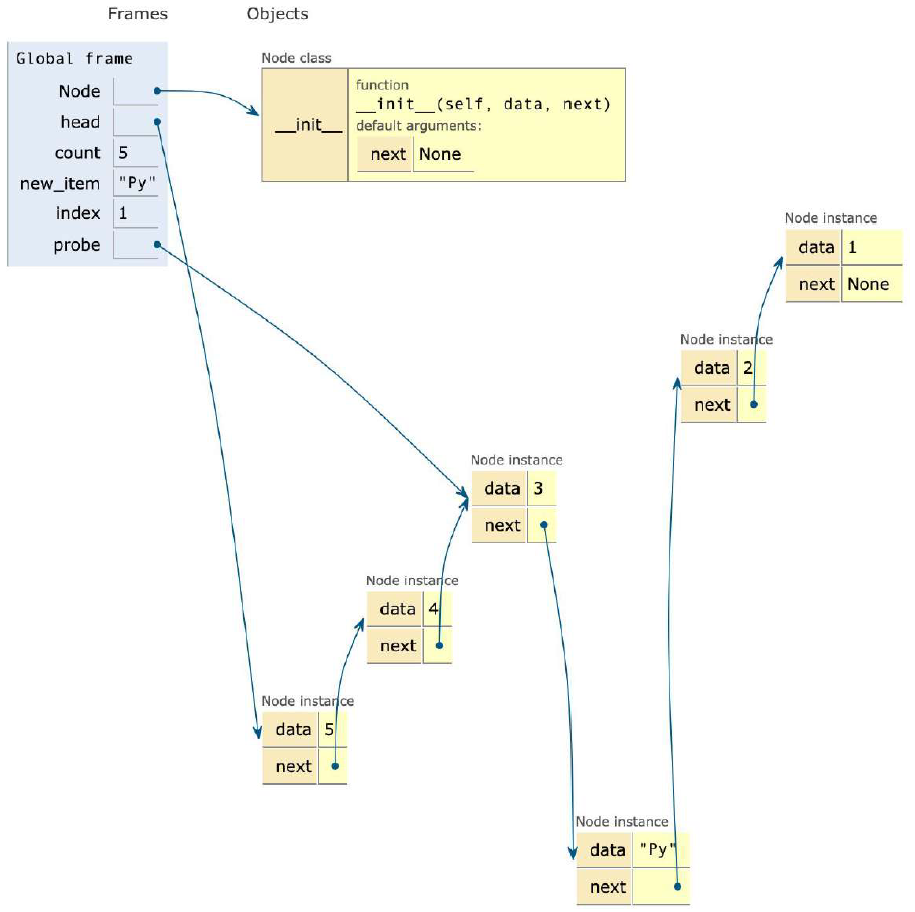 Frames Objects
Global frame
Node
head
count 5
new_item "Py"
index 1
probe
Node class
__init__
function
__init__(self, data, next)
default arguments:
next None
Node instance
data 1
next None
Node instance
data 2
next
Node instance
data 3
next
Node instance
data 4
next
Node instance
data 5
next
Node instance
data "Py"
next